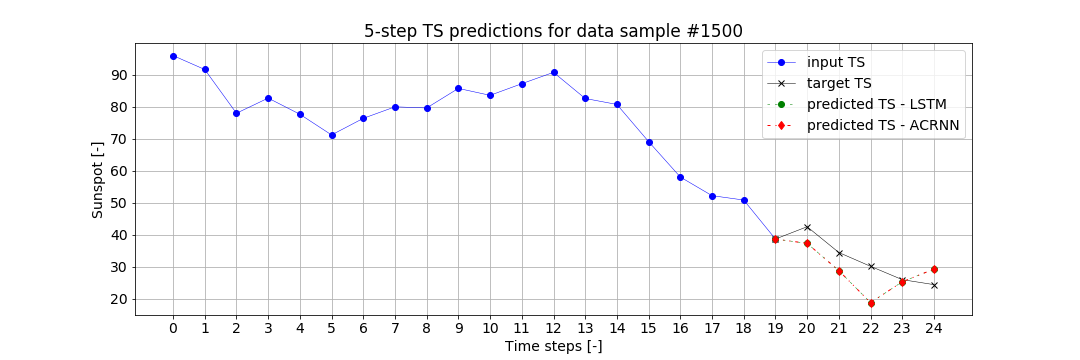 5-step TS predictions for data sample #1500
input TS
target TS
predicted TS - LSTM
predicted TS - ACRNN
Sunspot [-]
90
80
70
60
50
40
30
20
0 1 2 3 4 5 6 7 8 9 10 11 12 13 14 15 16 17 18 19 20 21 22 23 24
Time steps [-]